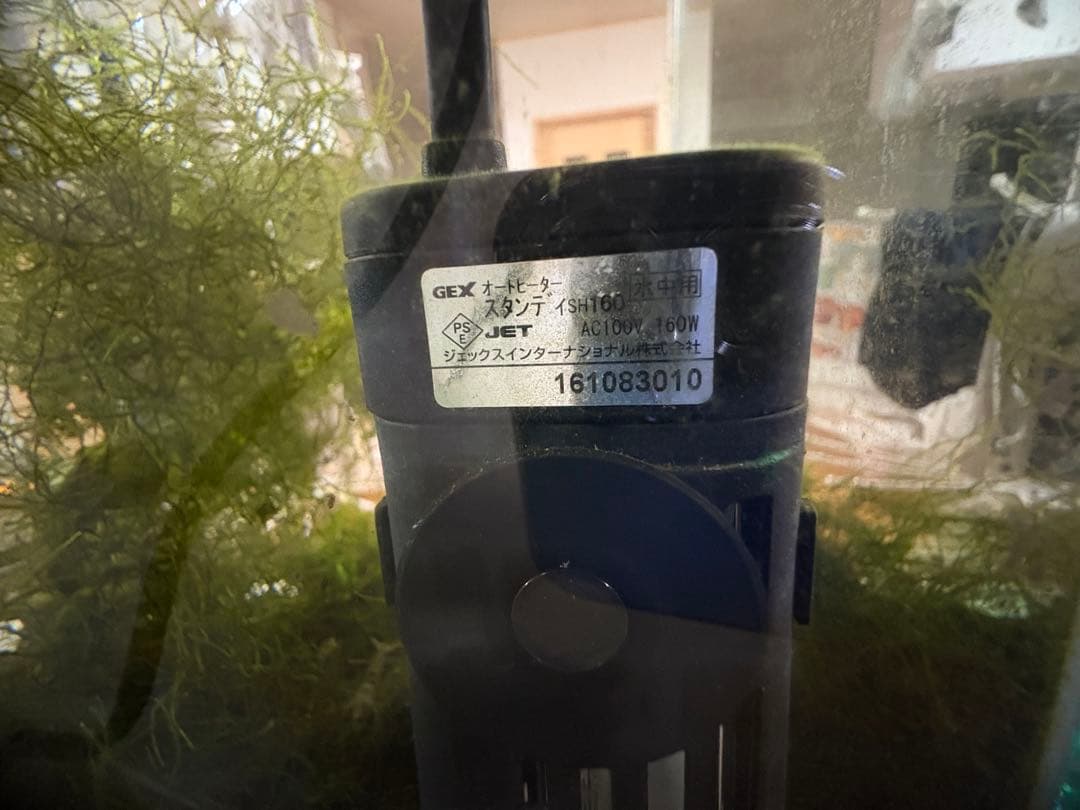 GEX オートヒーター 水中用
スタンディSH160
PS E JET AC100V 160W
ジェックスインターナショナル株式会社
161083010